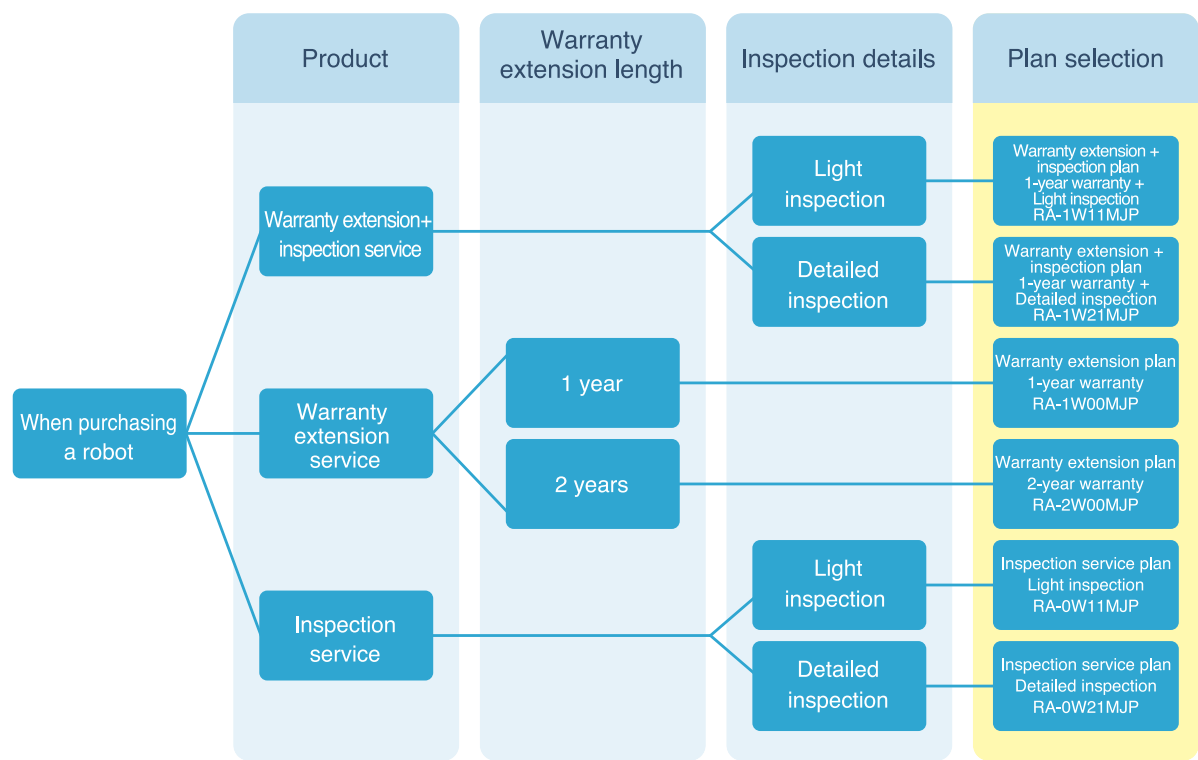 Product
Warranty
extension length
Inspection details
Plan selection
When purchasing
a robot
Warranty extension+
inspection service
Light
inspection
Warranty extension +
inspection plan
1-year warranty +
Light inspection
RA-1W11MJP
Detailed
inspection
Warranty extension +
inspection plan
1-year warranty +
Detailed inspection
RA-1W21MJP
Warranty
extension
service
1 year
Warranty extension plan
1-year warranty
RA-1W00MJP
2 years
Warranty extension plan
2-year warranty
RA-2W00MJP
Inspection
service
Light
inspection
Inspection service plan
Light inspection
RA-0W11MJP
Detailed
inspection
Inspection service plan
Detailed inspection
RA-0W21MJP